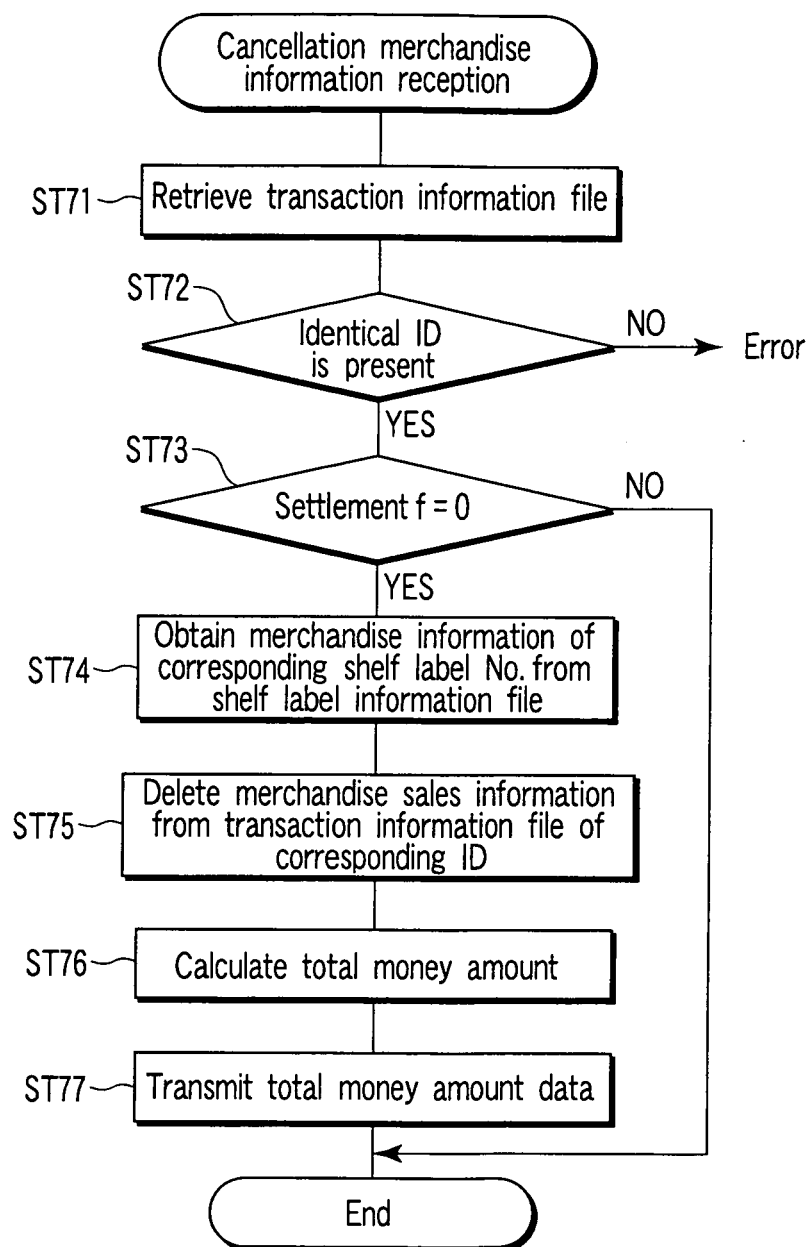 Cancellation merchandise
information reception
ST71
Retrieve transaction information file
ST72
Identical ID
is present
NO
Error
YES
ST73
Settlement f = 0
NO
YES
ST74
Obtain merchandise information of
corresponding shelf label No. from
shelf label information file
ST75
Delete merchandise sales information
from transaction information file of
corresponding ID
ST76
Calculate total money amount
ST77
Transmit total money amount data
End